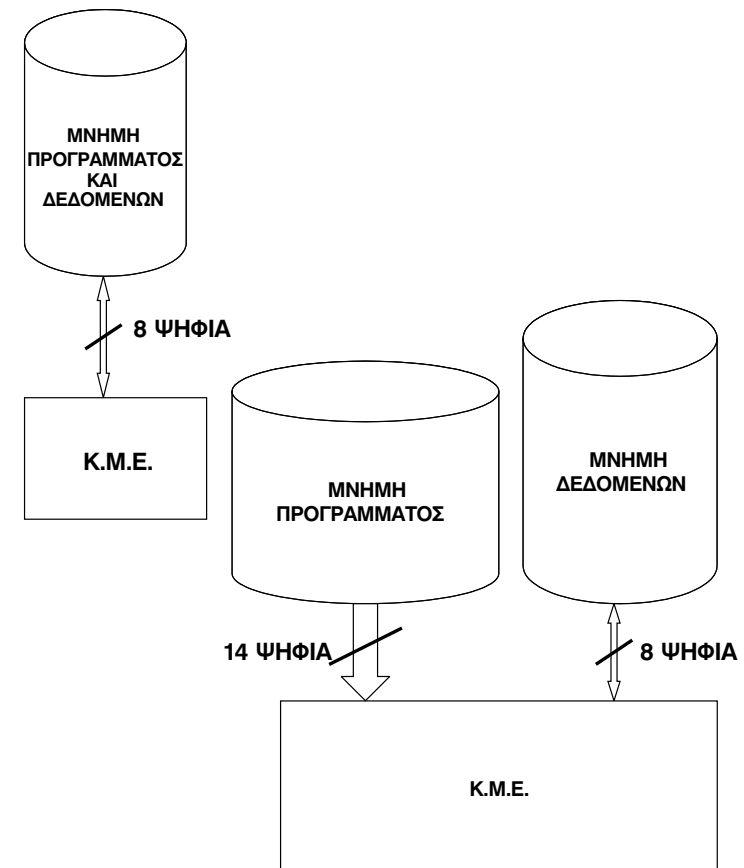 ΜΝΗΜΗ
ΠΡΟΓΡΑΜΜΑΤΟΣ
ΚΑΙ
ΔΕΔΟΜΕΝΩΝ
8 ΨΗΦΙΑ
Κ.Μ.Ε.
ΜΝΗΜΗ
ΠΡΟΓΡΑΜΜΑΤΟΣ
ΜΝΗΜΗ
ΔΕΔΟΜΕΝΩΝ
14 ΨΗΦΙΑ
8 ΨΗΦΙΑ
Κ.Μ.Ε.